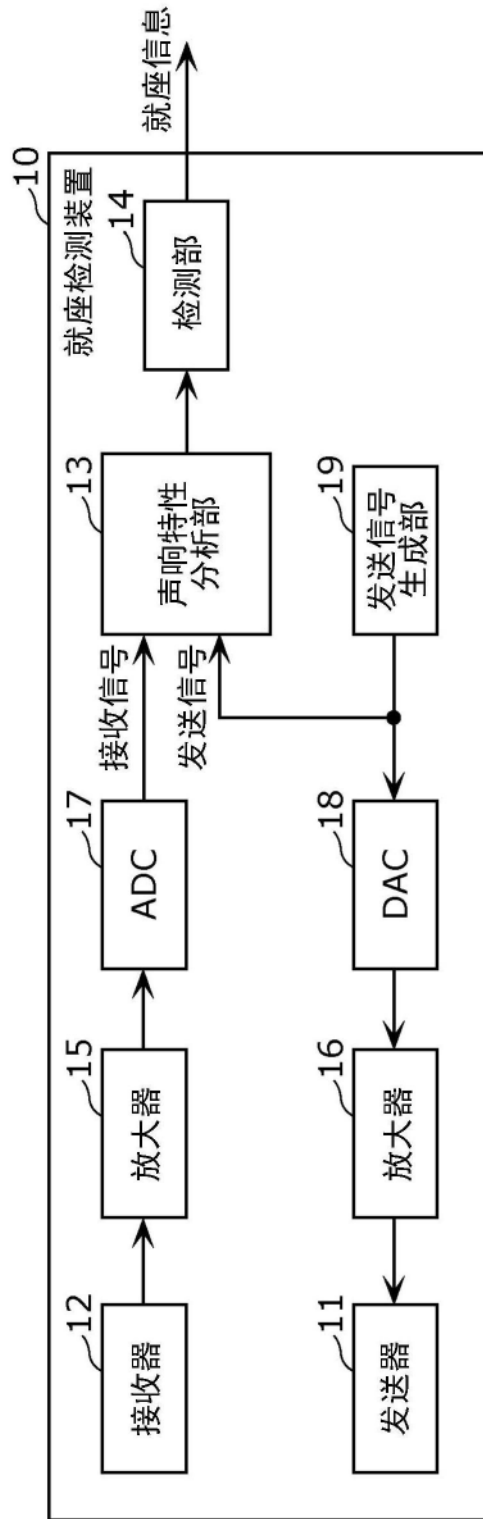 10
就座检测装置
12
接收器
15
放大器
17
ADC
接收信号
发送信号
13
声响特性
分析部
14
检测部
就座信息
11
发送器
16
放大器
18
DAC
19
发送信号
生成部